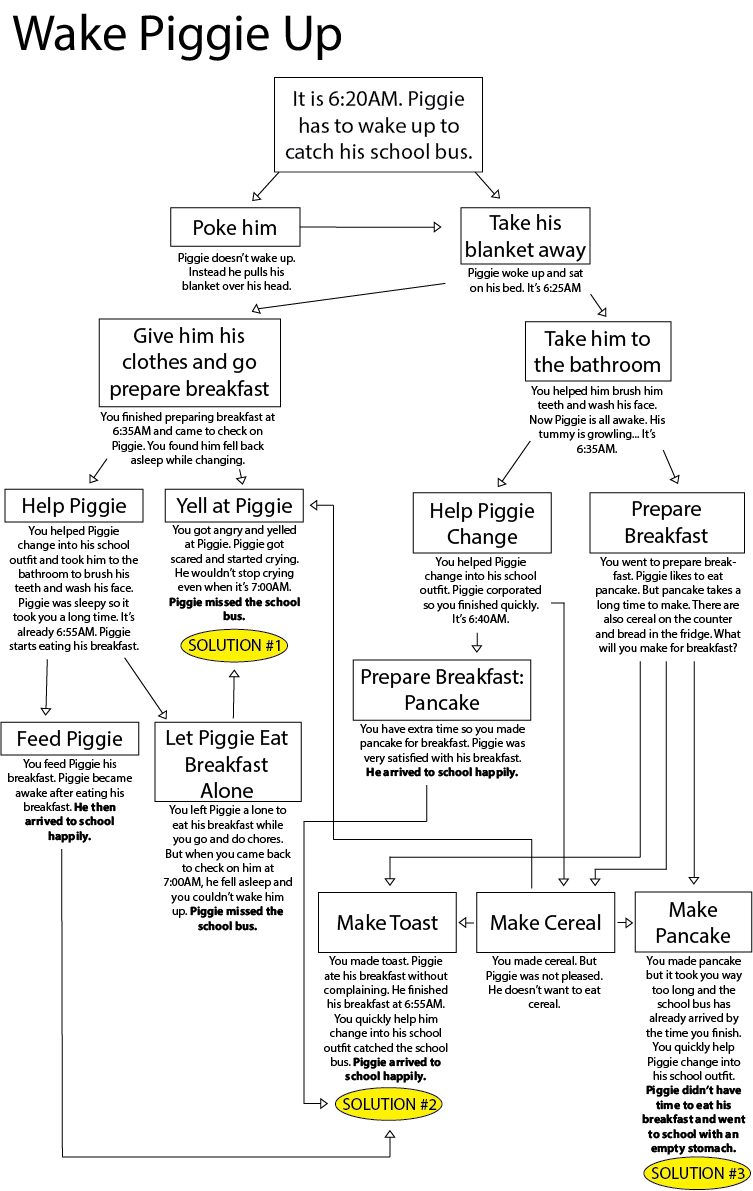 Wake Piggie Up
It is 6:20AM. Piggie
has to wake up to
catch his school bus.
Poke him
Piggie doesn't wake up.
Instead he pulls his
blanket over his head.
Take his
blanket away
Piggie woke up and sat
on his bed. It's 6:25AM
Give him his
clothes and go
prepare breakfast
You finished preparing breakfast at
6:35AM and came to check on
Piggie. You found him fell back
asleep while changing.
Take him to
the bathroom
You helped him brush him
teeth and wash his face.
Now Piggie is all awake. His
tummy is growling... It's
6:35AM.
Help Piggie
You helped Piggie
change into his school
outfit and took him to the
bathroom to brush his
teeth and wash his face.
Piggie was sleepy so it
took you a long time. It's
already 6:55AM. Piggie
starts eating his breakfast.
Yell at Piggie
You got angry and yelled
at Piggie. Piggie got
scared and started crying.
He wouldn't stop crying
even when it's 7:00AM.
Piggie missed the school
bus.
SOLUTION #1
Help Piggie
Change
You helped Piggie
change into his school
outfit. Piggie corporated
so you finished quickly.
It's 6:40AM.
Prepare
Breakfast
You went to prepare break-
fast. Piggie likes to eat
pancake. But pancake takes a
long time to make. There are
also cereal on the counter
and bread in the fridge. What
will you make for breakfast?
Prepare Breakfast:
Pancake
You have extra time so you made
pancake for breakfast. Piggie was
very satisfied with his breakfast.
He arrived to school happily.
Feed Piggie
You feed Piggie his
breakfast. Piggie became
awake after eating his
breakfast. He then
arrived to school
happily.
Let Piggie Eat
Breakfast
Alone
You left Piggie a lone to
eat his breakfast while
you go and do chores.
But when you came back
to check on him at
7:00AM, he fell asleep and
you couldn't wake him
up. Piggie missed the
school bus.
Make Toast
You made toast. Piggie
ate his breakfast without
complaining. He finished
his breakfast at 6:55AM.
You quickly help him
change into his school
outfit catched the school
bus. Piggie arrived to
school happily.
SOLUTION #2
Make Cereal
You made cereal. But
Piggie was not pleased.
He doesn't want to eat
cereal.
Make
Pancake
You made pancake
but it took you way
too long and the
school bus has
already arrived by
the time you finish.
You quickly help
Piggie change into
his school outfit.
Piggie didn't have
time to eat his
breakfast and went
to school with an
empty stomach.
SOLUTION #3